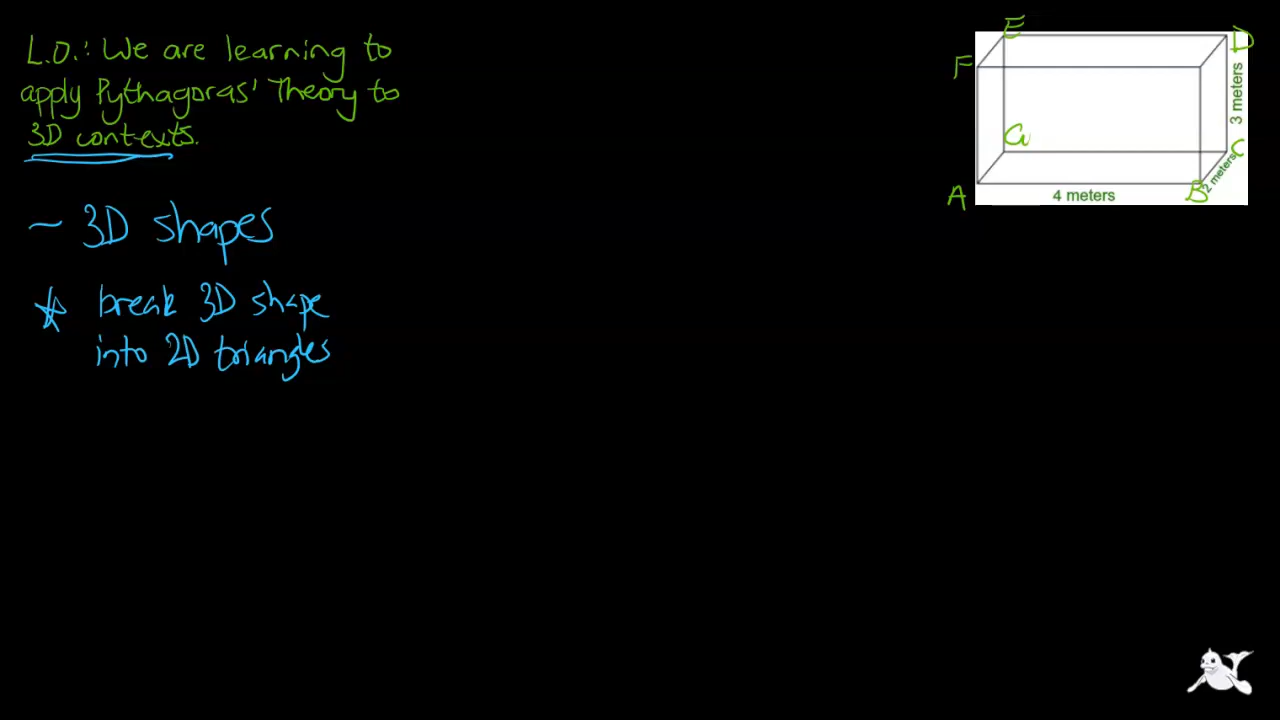 L.O.: We are learning to
apply Pythagoras' Theory to
3D contexts.
~ 3D shapes
* break 3D shape
into 2D triangles
E
D
F
3 meters
G
C
2 meters
A
4 meters
B